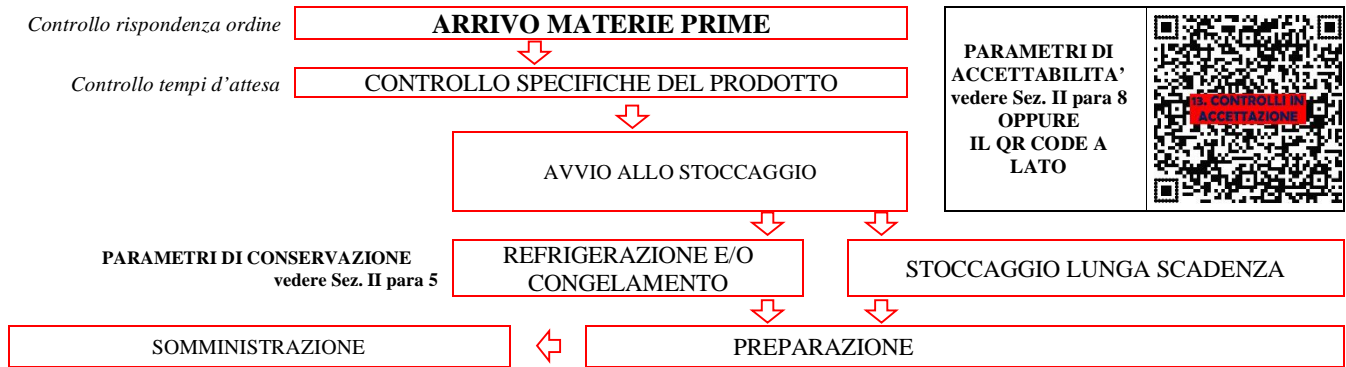 Controllo rispondenza ordine
ARRIVO MATERIE PRIME
Controllo tempi d'attesa
CONTROLLO SPECIFICHE DEL PRODOTTO
PARAMETRI DI
ACCETTABILITA'
vedere Sez. II para 8
OPPURE
IL QR CODE A
LATO
13. CONTROLLI IN
ACCETTAZIONE
AVVIO ALLO STOCCAGGIO
PARAMETRI DI CONSERVAZIONE
vedere Sez. II para 5
REFRIGERAZIONE E/O
CONGELAMENTO
STOCCAGGIO LUNGA SCADENZA
SOMMINISTRAZIONE
PREPARAZIONE